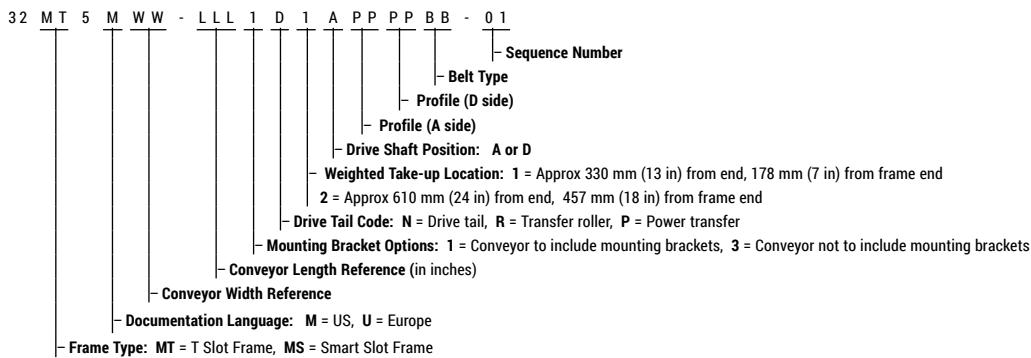 32 MT 5 M WW - LLL 1 D 1 A PP PP BB - 01
Sequence Number
Belt Type
Profile (D side)
Profile (A side)
Drive Shaft Position: A or D
Weighted Take-up Location: 1 = Approx 330 mm (13 in) from end, 178 mm (7 in) from frame end
2 = Approx 610 mm (24 in) from end, 457 mm (18 in) from frame end
Drive Tail Code: N = Drive tail, R = Transfer roller, P = Power transfer
Mounting Bracket Options: 1 = Conveyor to include mounting brackets, 3 = Conveyor not to include mounting brackets
Conveyor Length Reference (in inches)
Conveyor Width Reference
Documentation Language: M = US, U = Europe
Frame Type: MT = T Slot Frame, MS = Smart Slot Frame